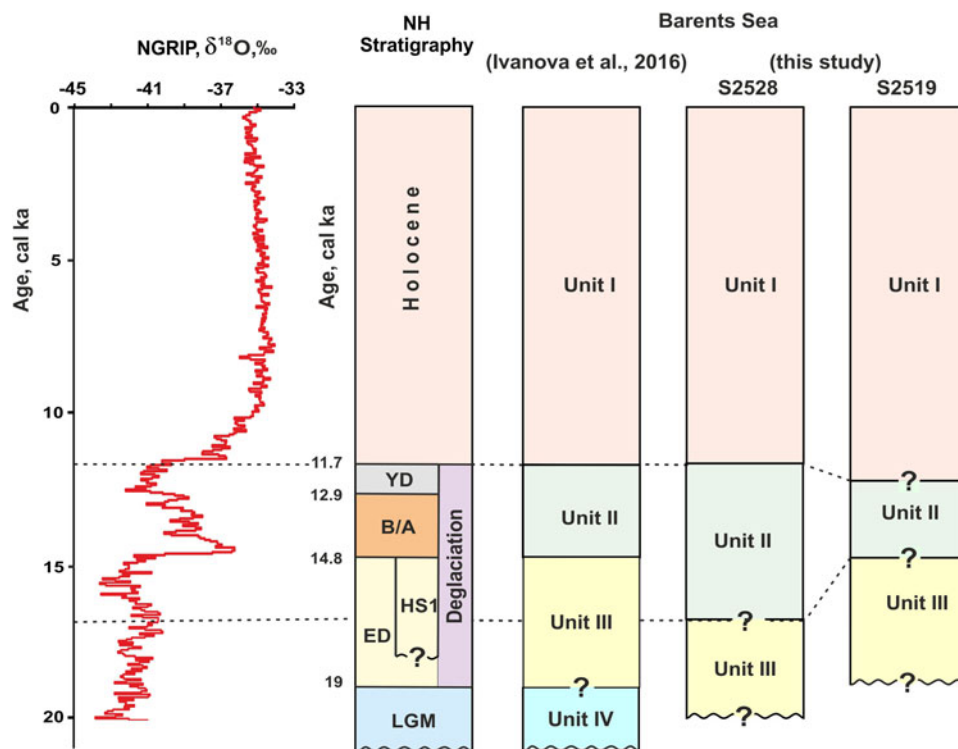 NH
Stratigraphy
Barents Sea
NGRIP, δ¹⁸O,‰
(Ivanova et al., 2016)
(this study)
-45 -41 -37 -33
S2528
S2519
0
5
10
15
20
Age, cal ka
Age, cal ka
11.7
12.9
14.8
19
Holocene
YD
B/A
ED
HS1
?
Deglaciation
LGM
Unit I
Unit II
Unit III
?
Unit IV
Unit I
Unit II
?
Unit III
?
Unit I
?
Unit II
?
Unit III
?